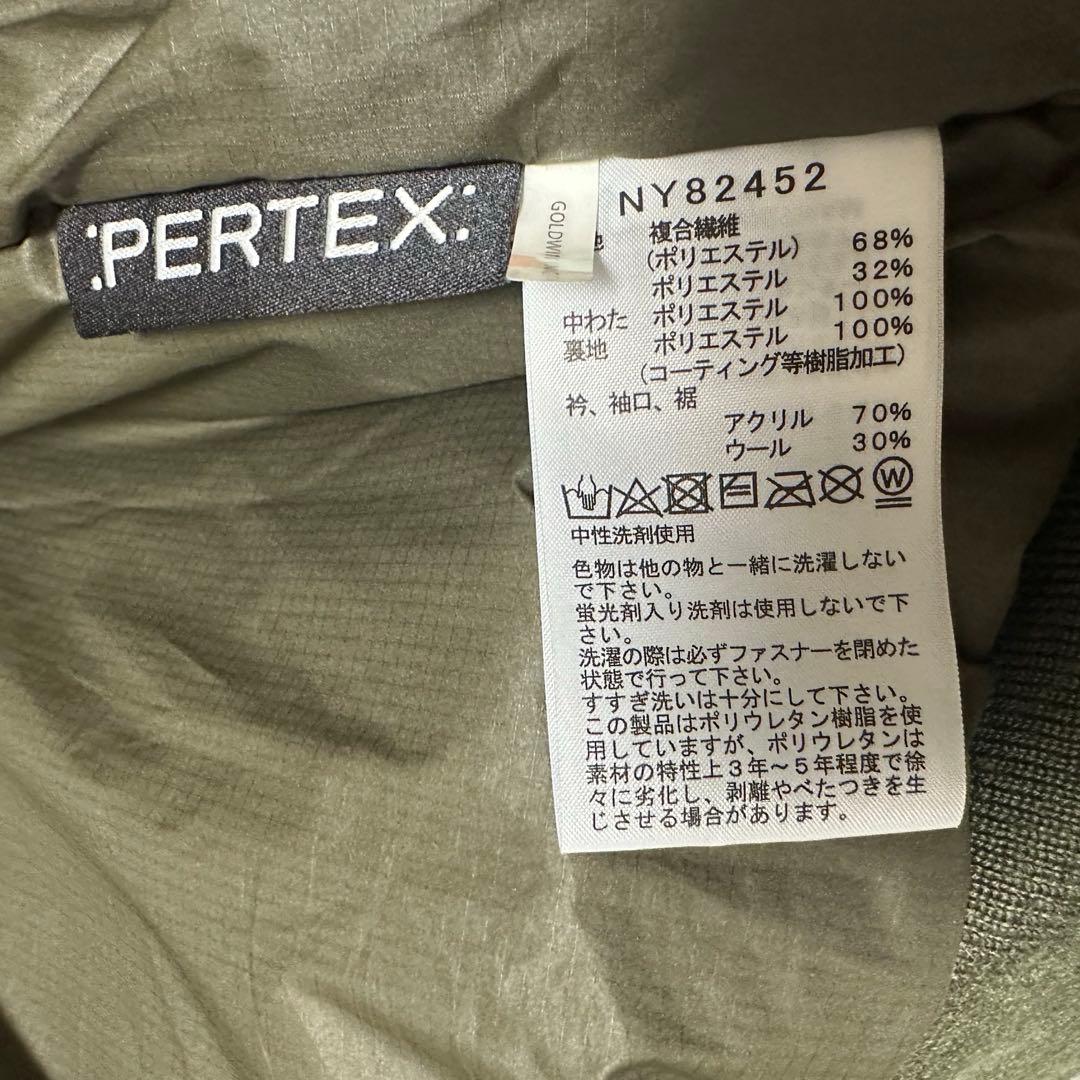 PERTEX
GOLDWIN
NY82452
地 複合繊維
(ポリエステル) 68%
ポリエステル 32%
中わた ポリエステル 100%
裏地 ポリエステル 100%
(コーティング等樹脂加工)
衿、袖口、裾
アクリル 70%
ウール 30%
W
中性洗剤使用
色物は他の物と一緒に洗濯しない
で下さい。
蛍光剤入り洗剤は使用しないで下
さい。
洗濯の際は必ずファスナーを閉めた
状態で行って下さい。
すすぎ洗いは十分にして下さい。
この製品はポリウレタン樹脂を使
用していますが、ポリウレタンは
素材の特性上3年~5年程度で徐
々に劣化し、剥離やべたつきを生
じさせる場合があります。